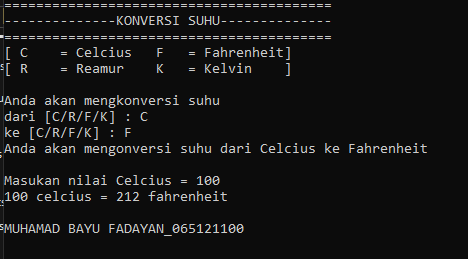 ========================================
--------------KONVERSI SUHU-------------
========================================
[ C    = Celcius   F   = Fahrenheit]
[ R    = Reamur    K   = Kelvin    ]
Anda akan mengkonversi suhu
dari [C/R/F/K] : C
ke [C/R/F/K] : F
Anda akan mengonversi suhu dari Celcius ke Fahrenheit
Masukan nilai Celcius = 100
100 celcius = 212 fahrenheit
MUHAMAD BAYU FADAYAN_065121100